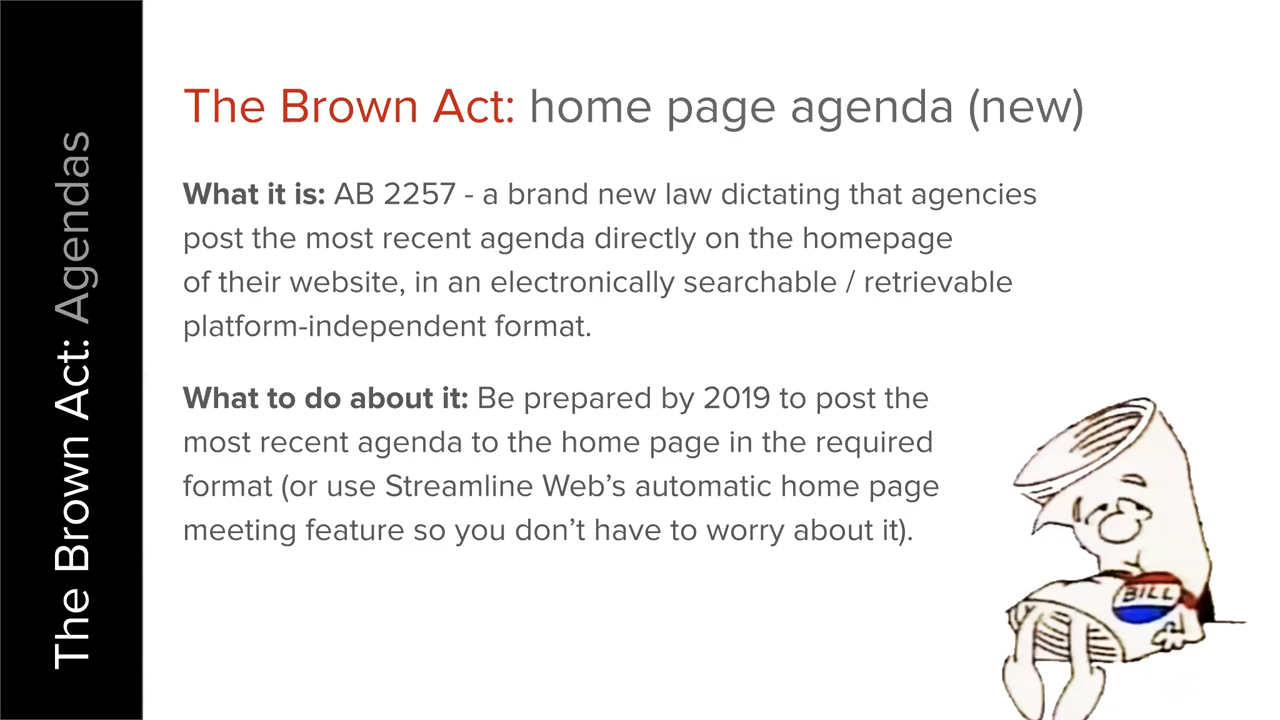 The Brown Act: Agendas
The Brown Act: home page agenda (new)
What it is: AB 2257 - a brand new law dictating that agencies
post the most recent agenda directly on the homepage
of their website, in an electronically searchable / retrievable
platform-independent format.
What to do about it: Be prepared by 2019 to post the
most recent agenda to the home page in the required
format (or use Streamline Web’s automatic home page
meeting feature so you don’t have to worry about it).
BILL